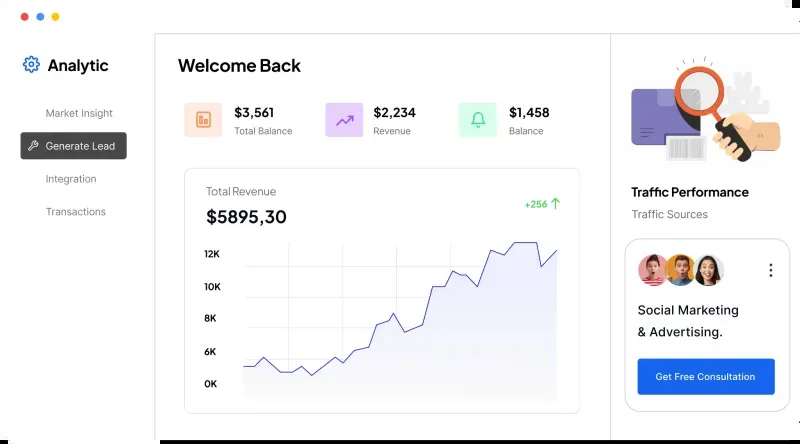 Analytic
Market Insight
Generate Lead
Integration
Transactions
Welcome Back
$3,561
Total Balance
$2,234
Revenue
$1,458
Balance
Total Revenue
$5895,30
+256
12K
10K
8K
6K
0K
Traffic Performance
Traffic Sources
Social Marketing
& Advertising.
Get Free Consultation